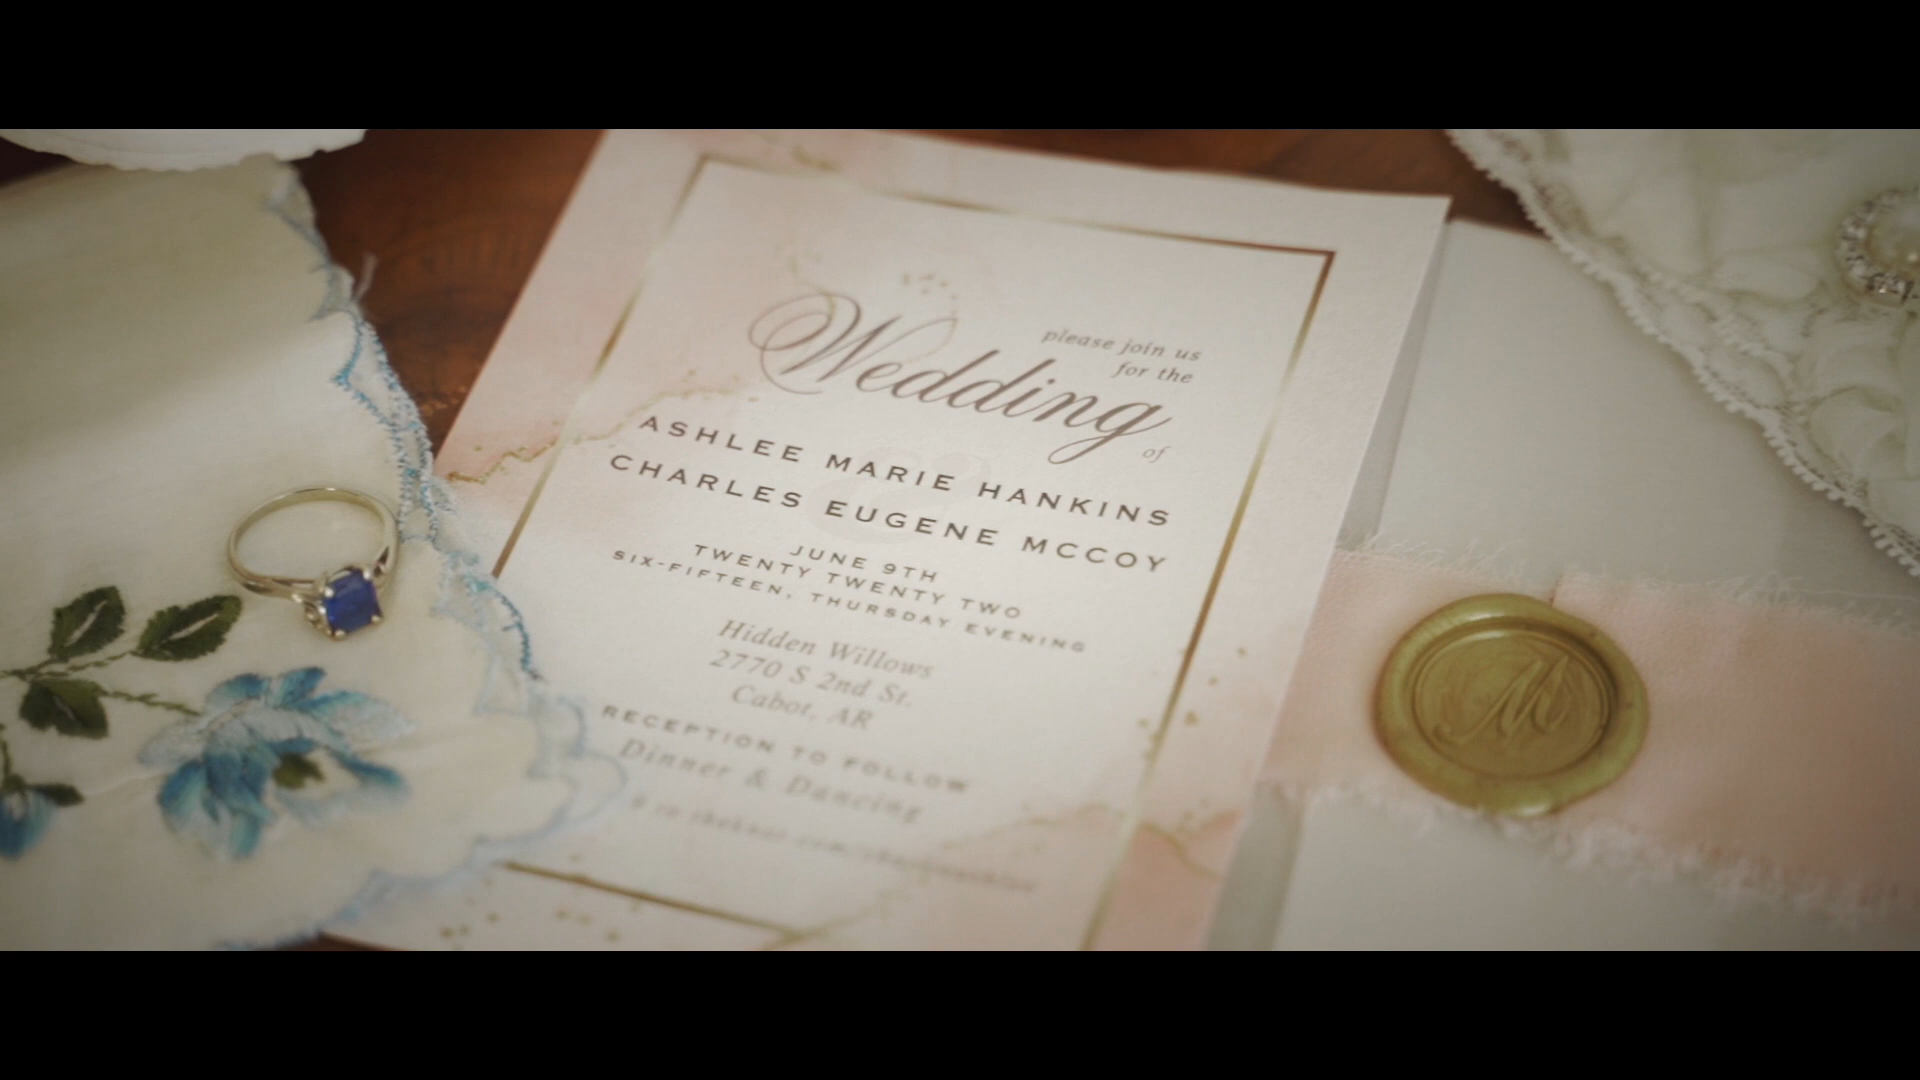 please join us
for the
Wedding
of
ASHLEE MARIE HANKINS
&
CHARLES EUGENE MCCOY
JUNE 9TH
TWENTY TWENTY TWO
SIX-FIFTEEN, THURSDAY EVENING
Hidden Willows
2770 S 2nd St.
Cabot, AR
RECEPTION TO FOLLOW
Dinner & Dancing
M